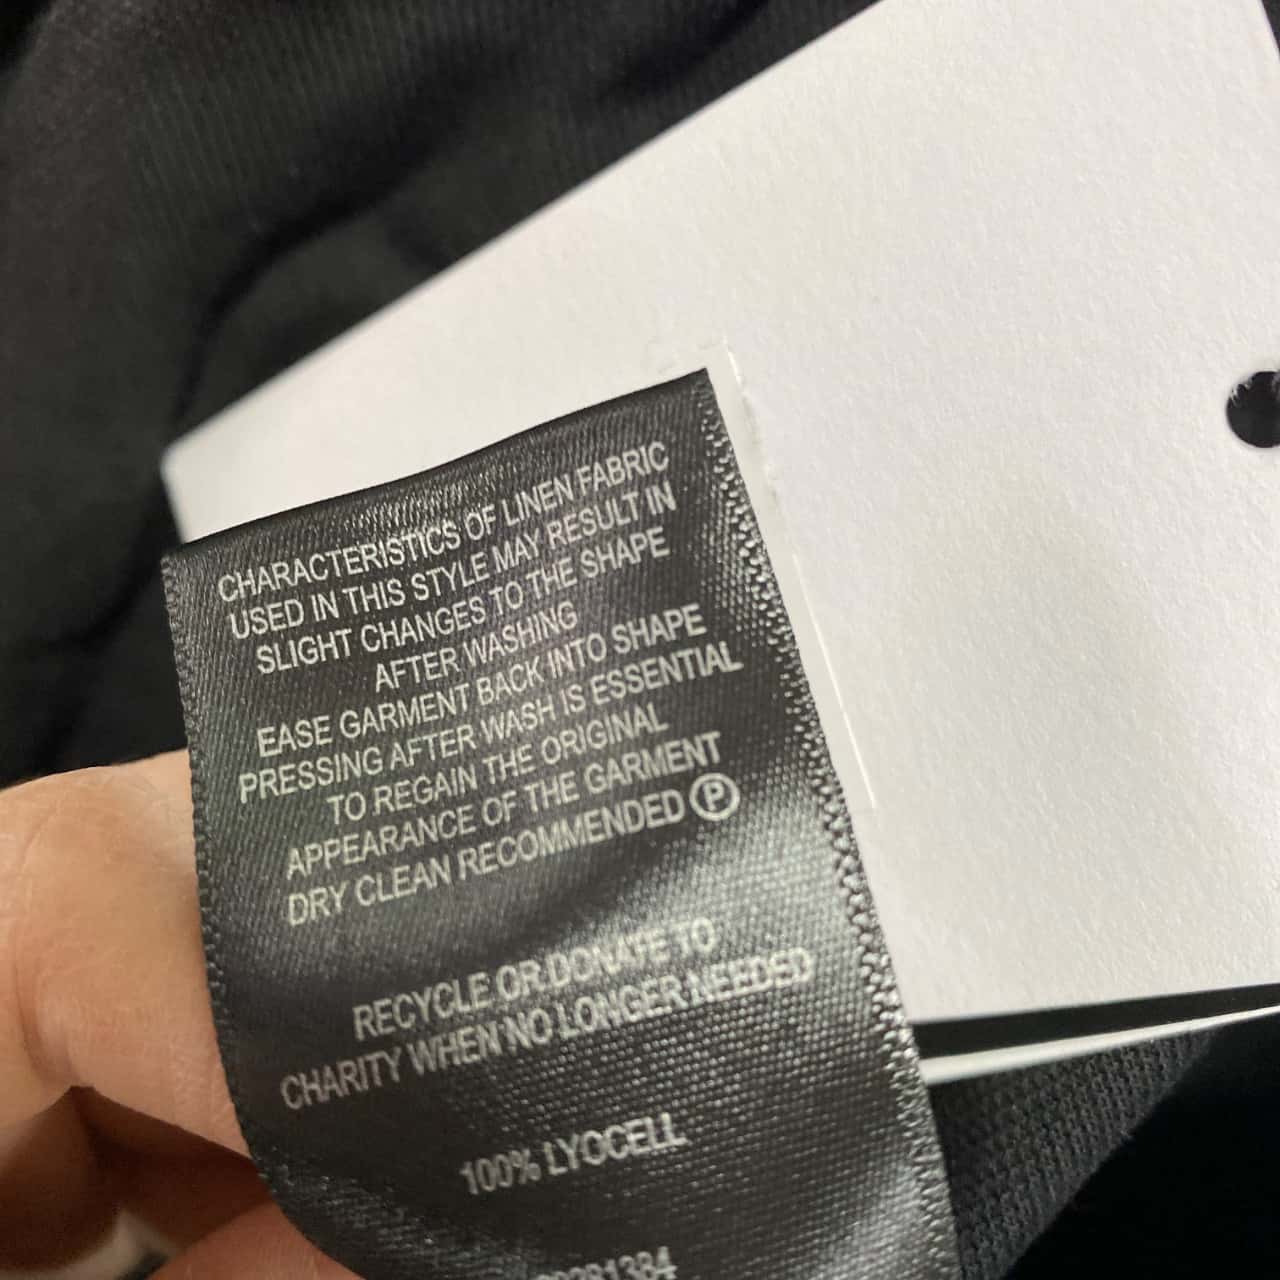 CHARACTERISTICS OF LINEN FABRIC
USED IN THIS STYLE MAY RESULT IN
SLIGHT CHANGES TO THE SHAPE
AFTER WASHING
EASE GARMENT BACK INTO SHAPE
PRESSING AFTER WASH IS ESSENTIAL
TO REGAIN THE ORIGINAL
APPEARANCE OF THE GARMENT
DRY CLEAN RECOMMENDED Ⓟ
RECYCLE OR DONATE TO
CHARITY WHEN NO LONGER NEEDED
100% LYOCELL